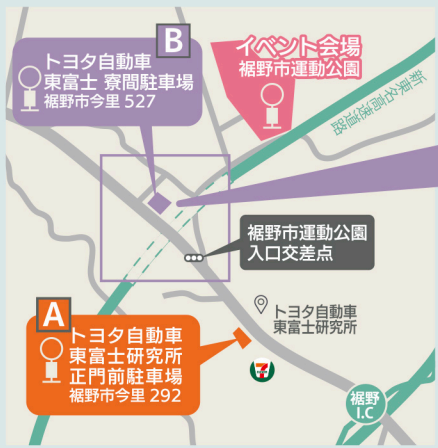 B
トヨタ自動車
東富士 寮間駐車場
裾野市今里 527
イベント会場
裾野市運動公園
新東名高速道路
裾野市運動公園
入口交差点
トヨタ自動車
東富士研究所
A
トヨタ自動車
東富士研究所
正門前駐車場
裾野市今里 292
7
裾野
I.C